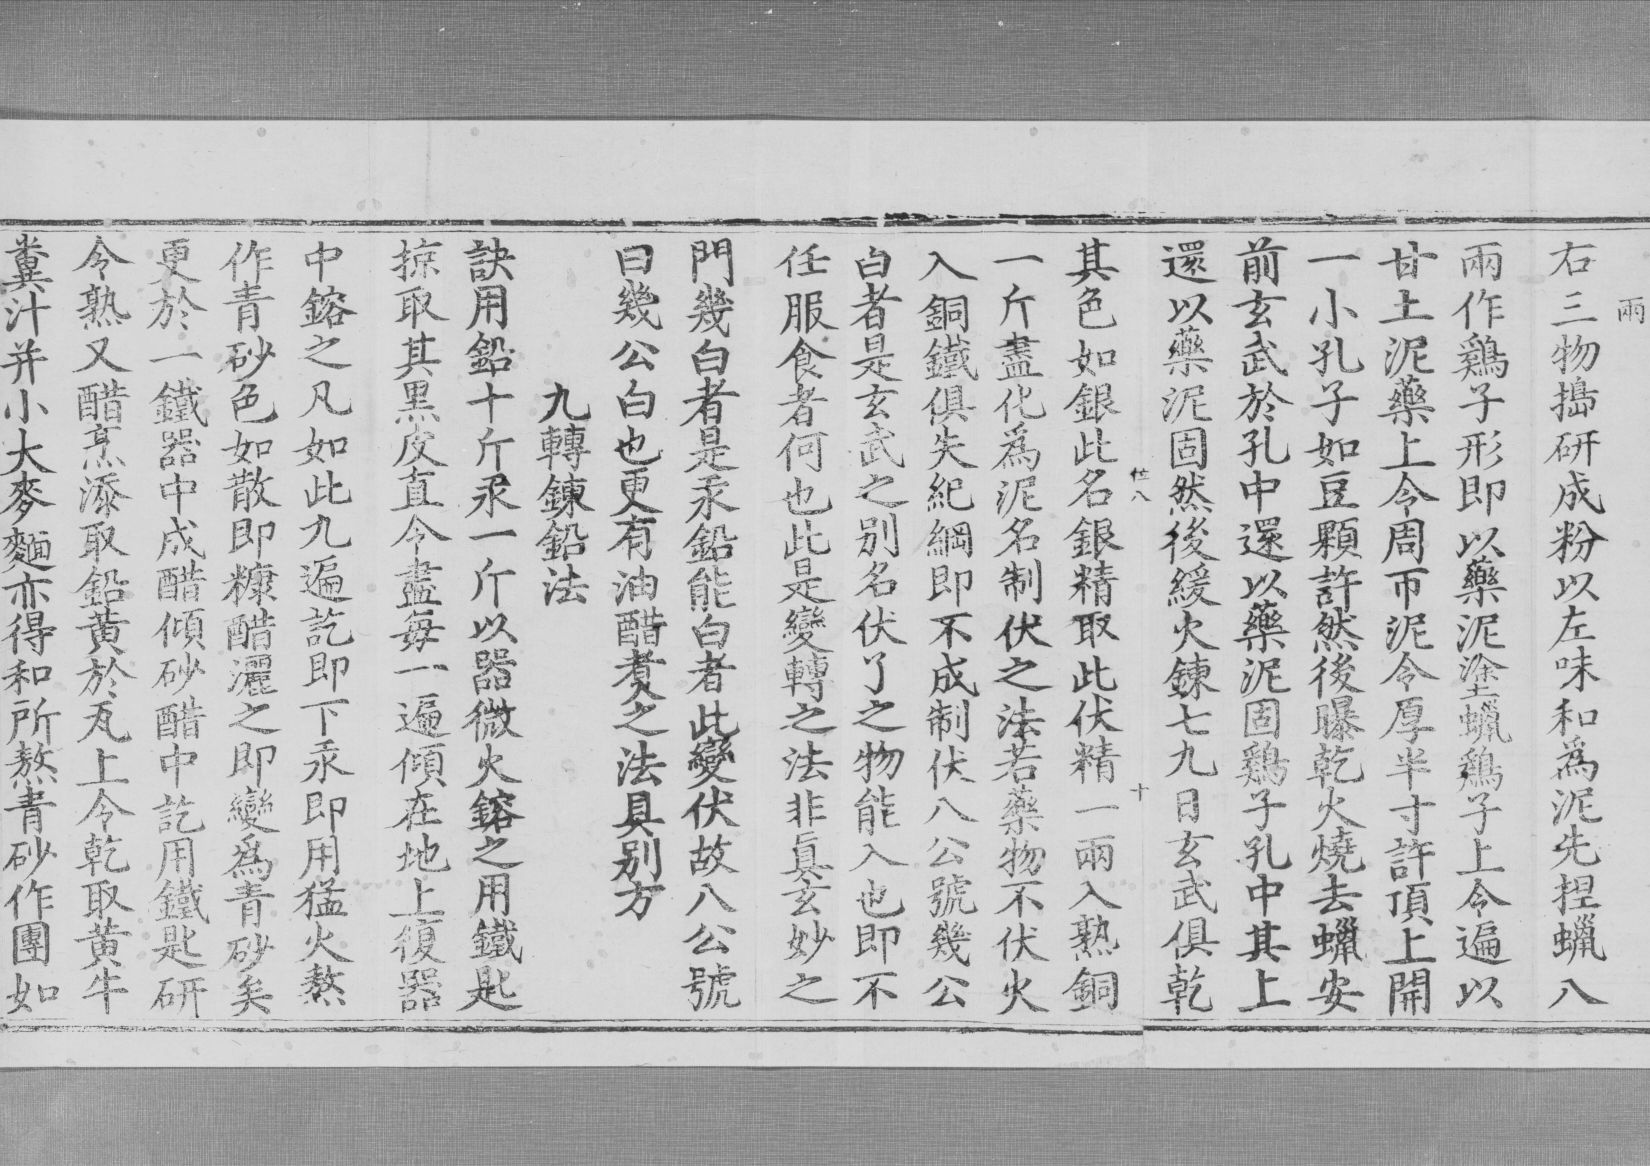 兩
右三物擣研成粉以左味和為泥先捏蠟八
兩作鷄子形即以藥泥塗蠟鷄子上令遍以
甘土泥藥上令周帀泥令厚半寸許頂上開
一小孔子如豆顆許然後曝乾火燒去蠟安
前玄武於孔中還以藥泥固鷄子孔中其上
還以藥泥固然後緩火鍊七九日玄武俱乾
其色如銀此名銀精取此伏精一兩入熟銅
一斤盡化為泥名制伏之法若藥物不伏火
入銅鐵俱失紀綱即不成制伏八公號幾公
白者是玄武之別名伏了之物能入也即不
任服食者何也此是變轉之法非真玄妙之
門幾白者是汞鉛能白者此變伏故八公號
曰幾公白也更有油醋煮之法具別方
九轉鍊鉛法
訣用鉛十斤汞一斤以器微火鎔之用鐵匙
掠取其黑皮直令盡每一遍傾在地上復器
中鎔之凡如此九遍訖即下汞即用猛火熬
作青砂色如散即糠醋灑之即變為青砂矣
更於一鐵器中成醋傾砂醋中訖用鐵匙研
令熟又醋烹添取鉛黃於瓦上令乾取黃牛
糞汁并小大麥麵亦得和所熬青砂作團如